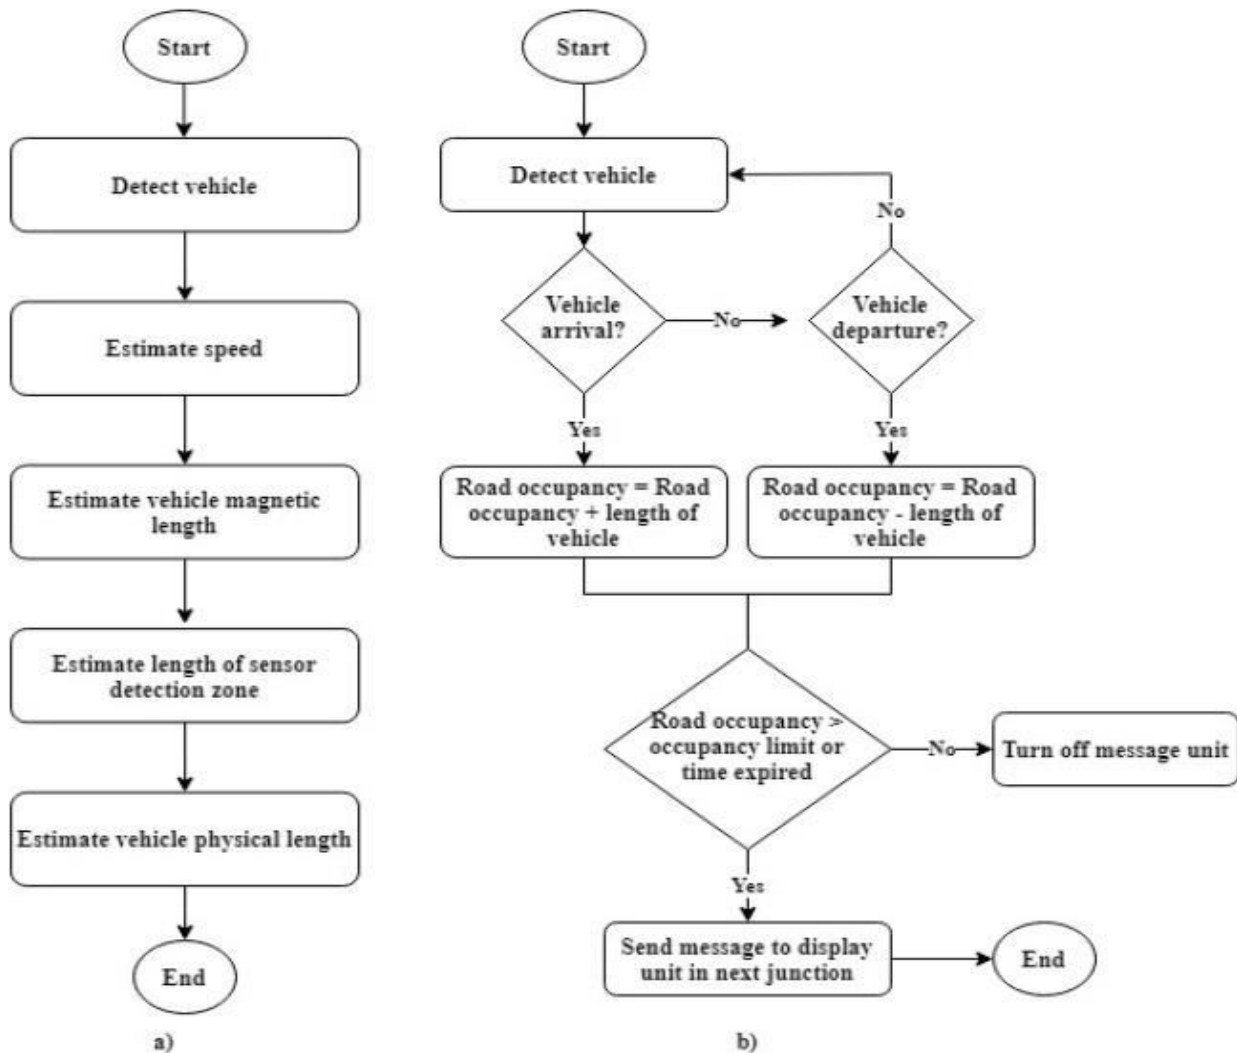 Start
Detect vehicle
Estimate speed
Estimate vehicle magnetic
length
Estimate length of sensor
detection zone
Estimate vehicle physical length
End
a)
Start
Detect vehicle
No
Vehicle
arrival?
No
Vehicle
departure?
Yes
Yes
Road occupancy = Road
occupancy + length of
vehicle
Road occupancy = Road
occupancy - length of
vehicle
Road occupancy >
occupancy limit or
time expired
No
Turn off message unit
Yes
Send message to display
unit in next junction
End
b)